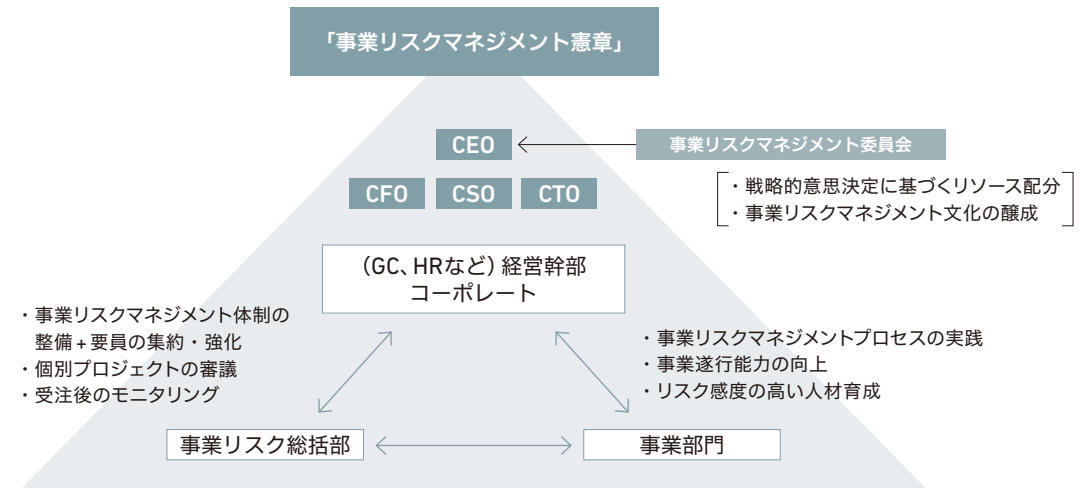 「事業リスクマネジメント憲章」
CEO
事業リスクマネジメント委員会
・戦略的意思決定に基づくリソース配分
・事業リスクマネジメント文化の醸成
CFO
CSO
CTO
（GC、HRなど）経営幹部
コーポレート
・事業リスクマネジメント体制の
整備+要員の集約・強化
・個別プロジェクトの審議
・受注後のモニタリング
・事業リスクマネジメントプロセスの実践
・事業遂行能力の向上
・リスク感度の高い人材育成
事業リスク総括部
事業部門